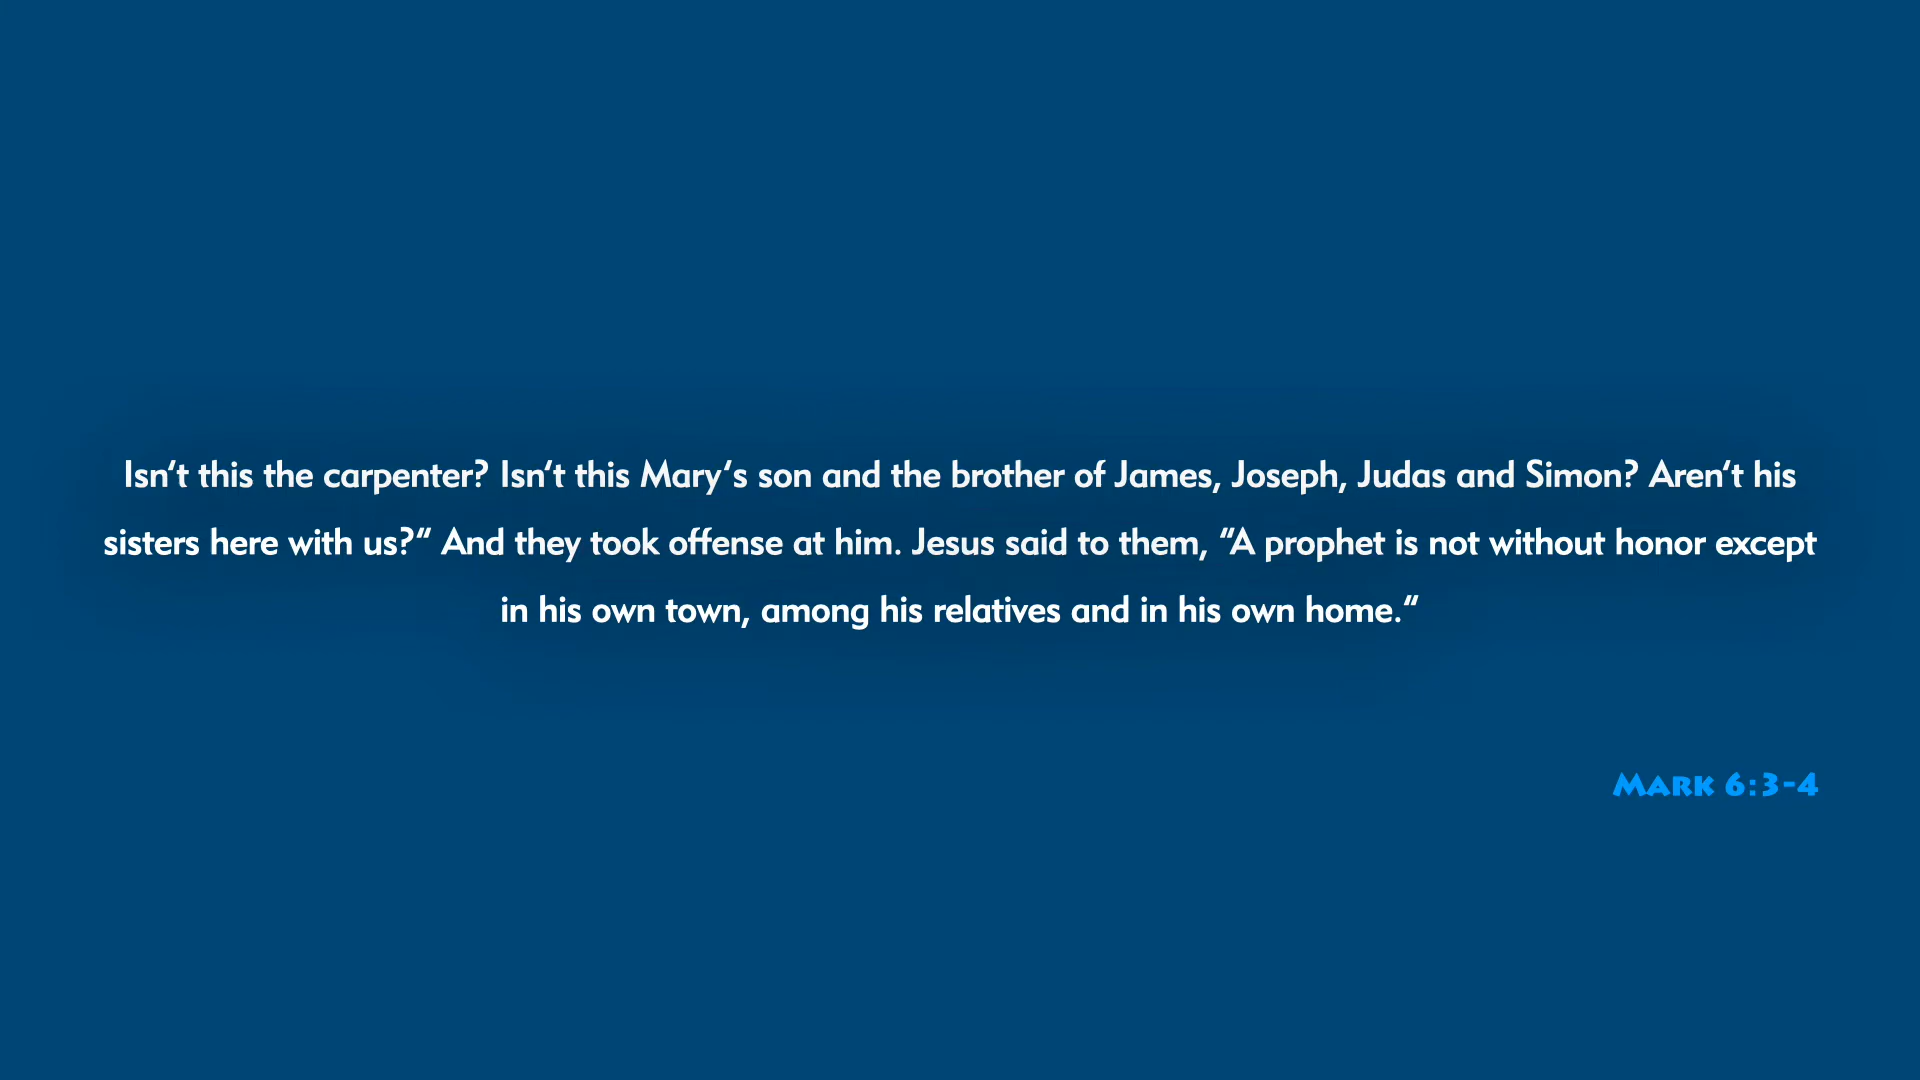 Isn't this the carpenter? Isn't this Mary's son and the brother of James, Joseph, Judas and Simon? Aren't his
sisters here with us?“ And they took offense at him. Jesus said to them, “A prophet is not without honor except
in his own town, among his relatives and in his own home.“
Mark 6:3-4